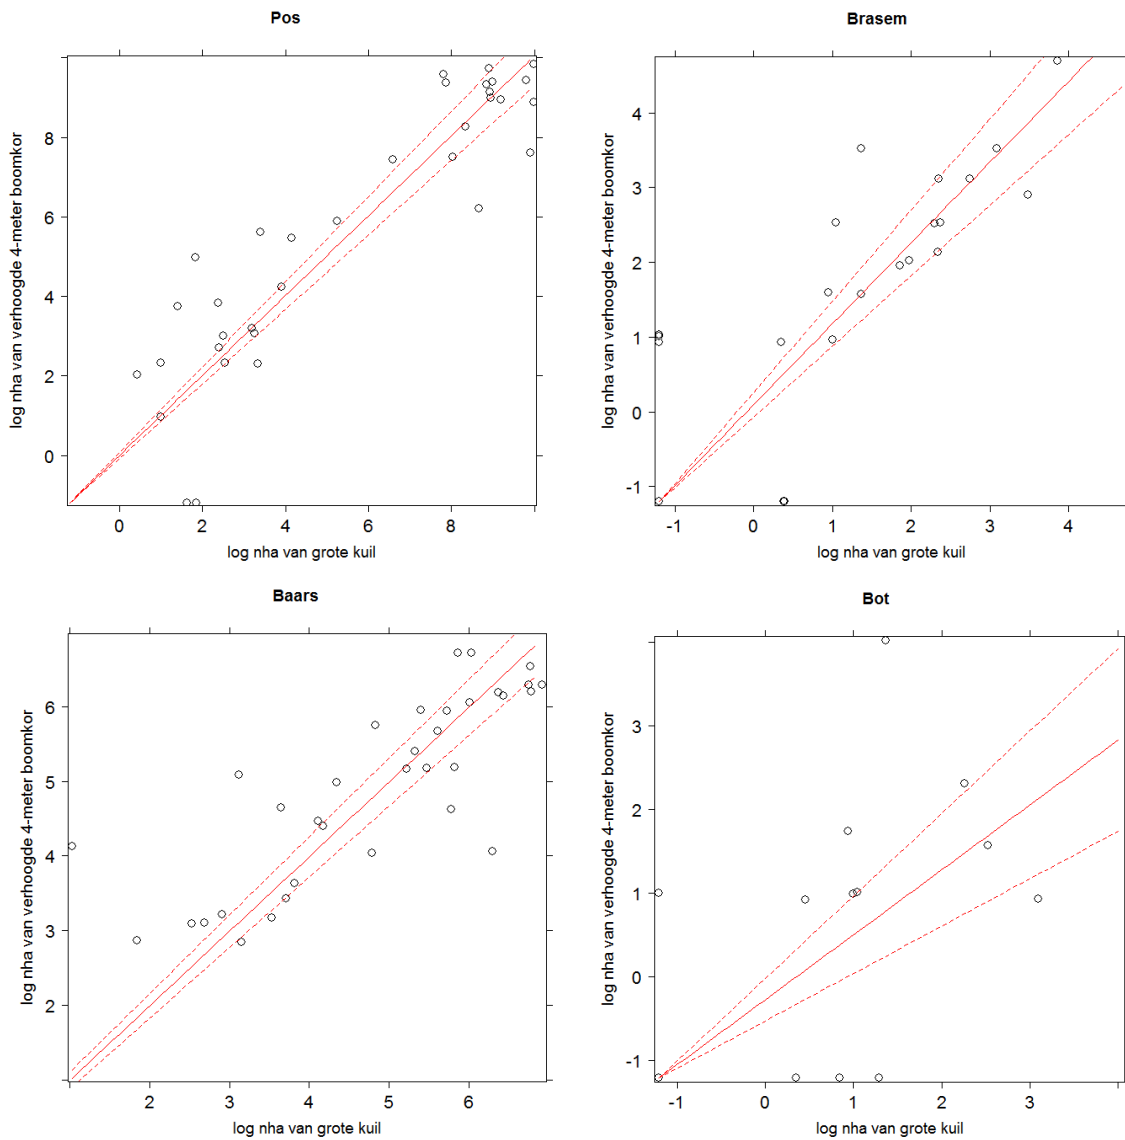 Pos
log nha van verhoogde 4-meter boomkor
8
6
4
2
0
0 2 4 6 8
log nha van grote kuil
Brasem
log nha van verhoogde 4-meter boomkor
4
3
2
1
0
-1
-1 0 1 2 3 4
log nha van grote kuil
Baars
log nha van verhoogde 4-meter boomkor
6
5
4
3
2
2 3 4 5 6
log nha van grote kuil
Bot
log nha van verhoogde 4-meter boomkor
3
2
1
0
-1
-1 0 1 2 3
log nha van grote kuil